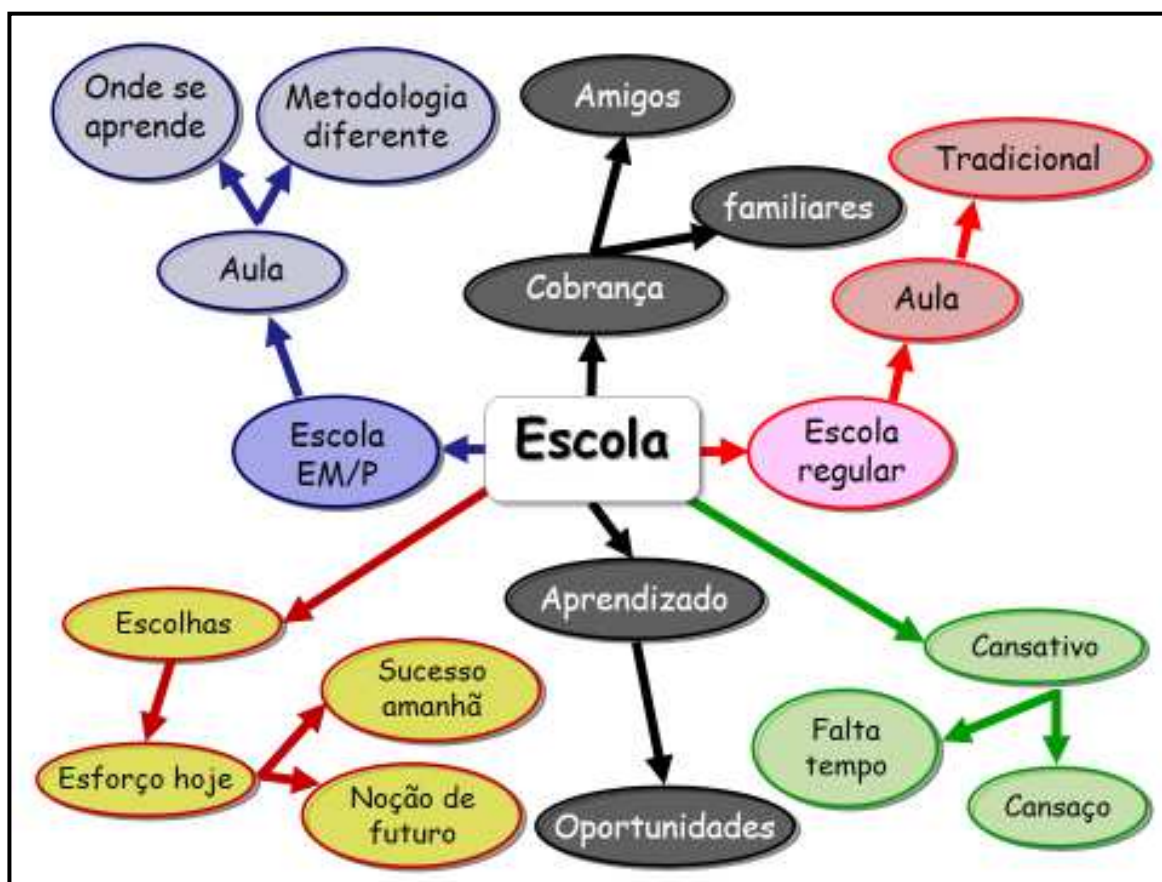 Onde se
aprende
Metodologia
diferente
Amigos
Tradicional
familiares
Aula
Cobrança
Aula
Escola
EM/P
Escola
Escola
regular
Escolhas
Aprendizado
Cansativo
Sucesso
amanhã
Falta
tempo
Esforço hoje
Noção de
futuro
Oportunidades
Cansaço